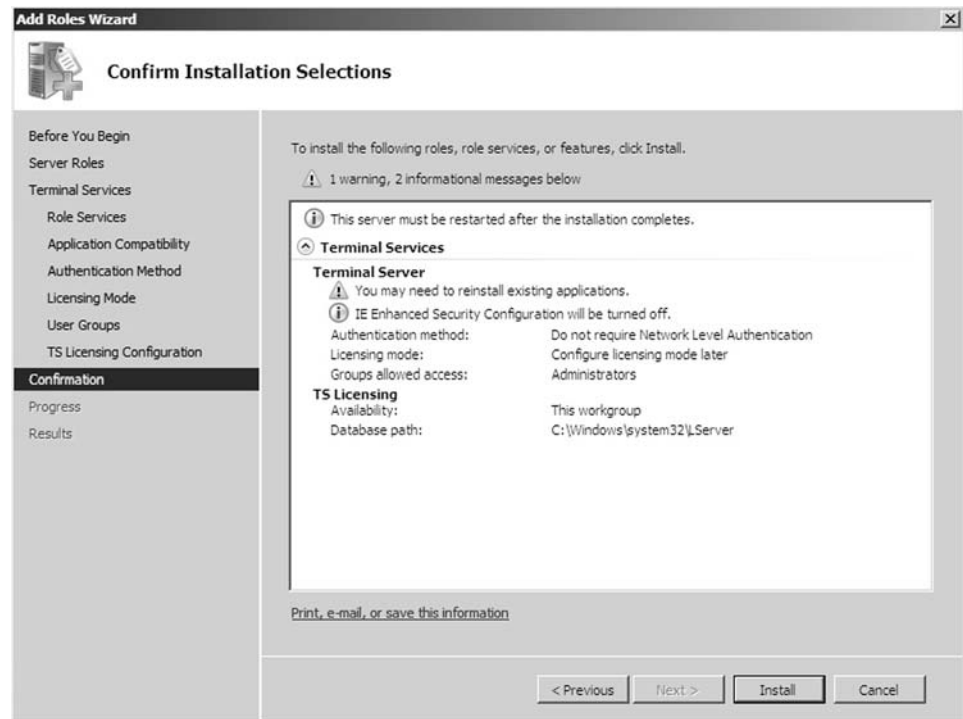 Add Roles Wizard
Confirm Installation Selections
Before You Begin
Server Roles
Terminal Services
Role Services
Application Compatibility
Authentication Method
Licensing Mode
User Groups
TS Licensing Configuration
Confirmation
Progress
Results
To install the following roles, role services, or features, click Install.
1 warning, 2 informational messages below
This server must be restarted after the installation completes.
Terminal Services
Terminal Server
You may need to reinstall existing applications.
IE Enhanced Security Configuration will be turned off.
Authentication method: Do not require Network Level Authentication
Licensing mode: Configure licensing mode later
Groups allowed access: Administrators
TS Licensing
Availability: This workgroup
Database path: C:\Windows\system32\LServer
Print, e-mail, or save this information
< Previous Next > Install Cancel